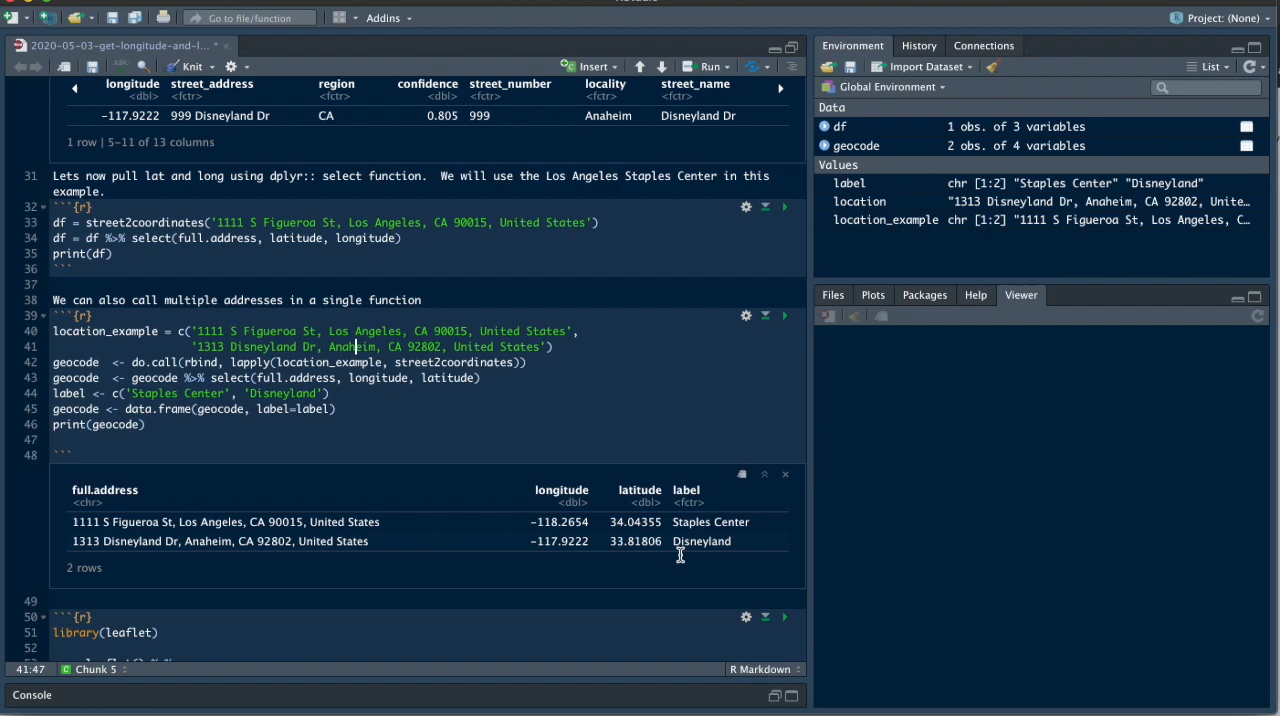 RStudio
Go to file/function
Addins
Project: (None)
2020-05-03-get-longitude-and-l... *
Knit
Insert
Run
longitude street_address region confidence street_number locality street_name
<dbl> <fctr> <fctr> <dbl> <fctr> <fctr> <fctr>
-117.9222 999 Disneyland Dr CA 0.805 999 Anaheim Disneyland Dr
1 row | 5-11 of 13 columns
31 Lets now pull lat and long using dplyr:: select function.  We will use the Los Angeles Staples Center in this
example.
32 ```{r}
33 df = street2coordinates('1111 S Figueroa St, Los Angeles, CA 90015, United States')
34 df = df %>% select(full.address, latitude, longitude)
35 print(df)
36 ```
37
38 We can also call multiple addresses in a single function
39 ```{r}
40 location_example = c('1111 S Figueroa St, Los Angeles, CA 90015, United States',
41 '1313 Disneyland Dr, Anaheim, CA 92802, United States')
42 geocode  <- do.call(rbind, lapply(location_example, street2coordinates))
43 geocode  <- geocode %>% select(full.address, longitude, latitude)
44 label <- c('Staples Center', 'Disneyland')
45 geocode <- data.frame(geocode, label=label)
46 print(geocode)
47
48 ```
full.address longitude latitude label
<chr> <dbl> <dbl> <fctr>
1111 S Figueroa St, Los Angeles, CA 90015, United States -118.2654 34.04355 Staples Center
1313 Disneyland Dr, Anaheim, CA 92802, United States -117.9222 33.81806 Disneyland
2 rows
49
50 ```{r}
51 library(leaflet)
52
41:47 Chunk 5 R Markdown
Console
Environment History Connections
Import Dataset List
Global Environment
Data
df 1 obs. of 3 variables
geocode 2 obs. of 4 variables
Values
label chr [1:2] "Staples Center" "Disneyland"
location "1313 Disneyland Dr, Anaheim, CA 92802, Unite...
location_example chr [1:2] "1111 S Figueroa St, Los Angeles, C...
Files Plots Packages Help Viewer